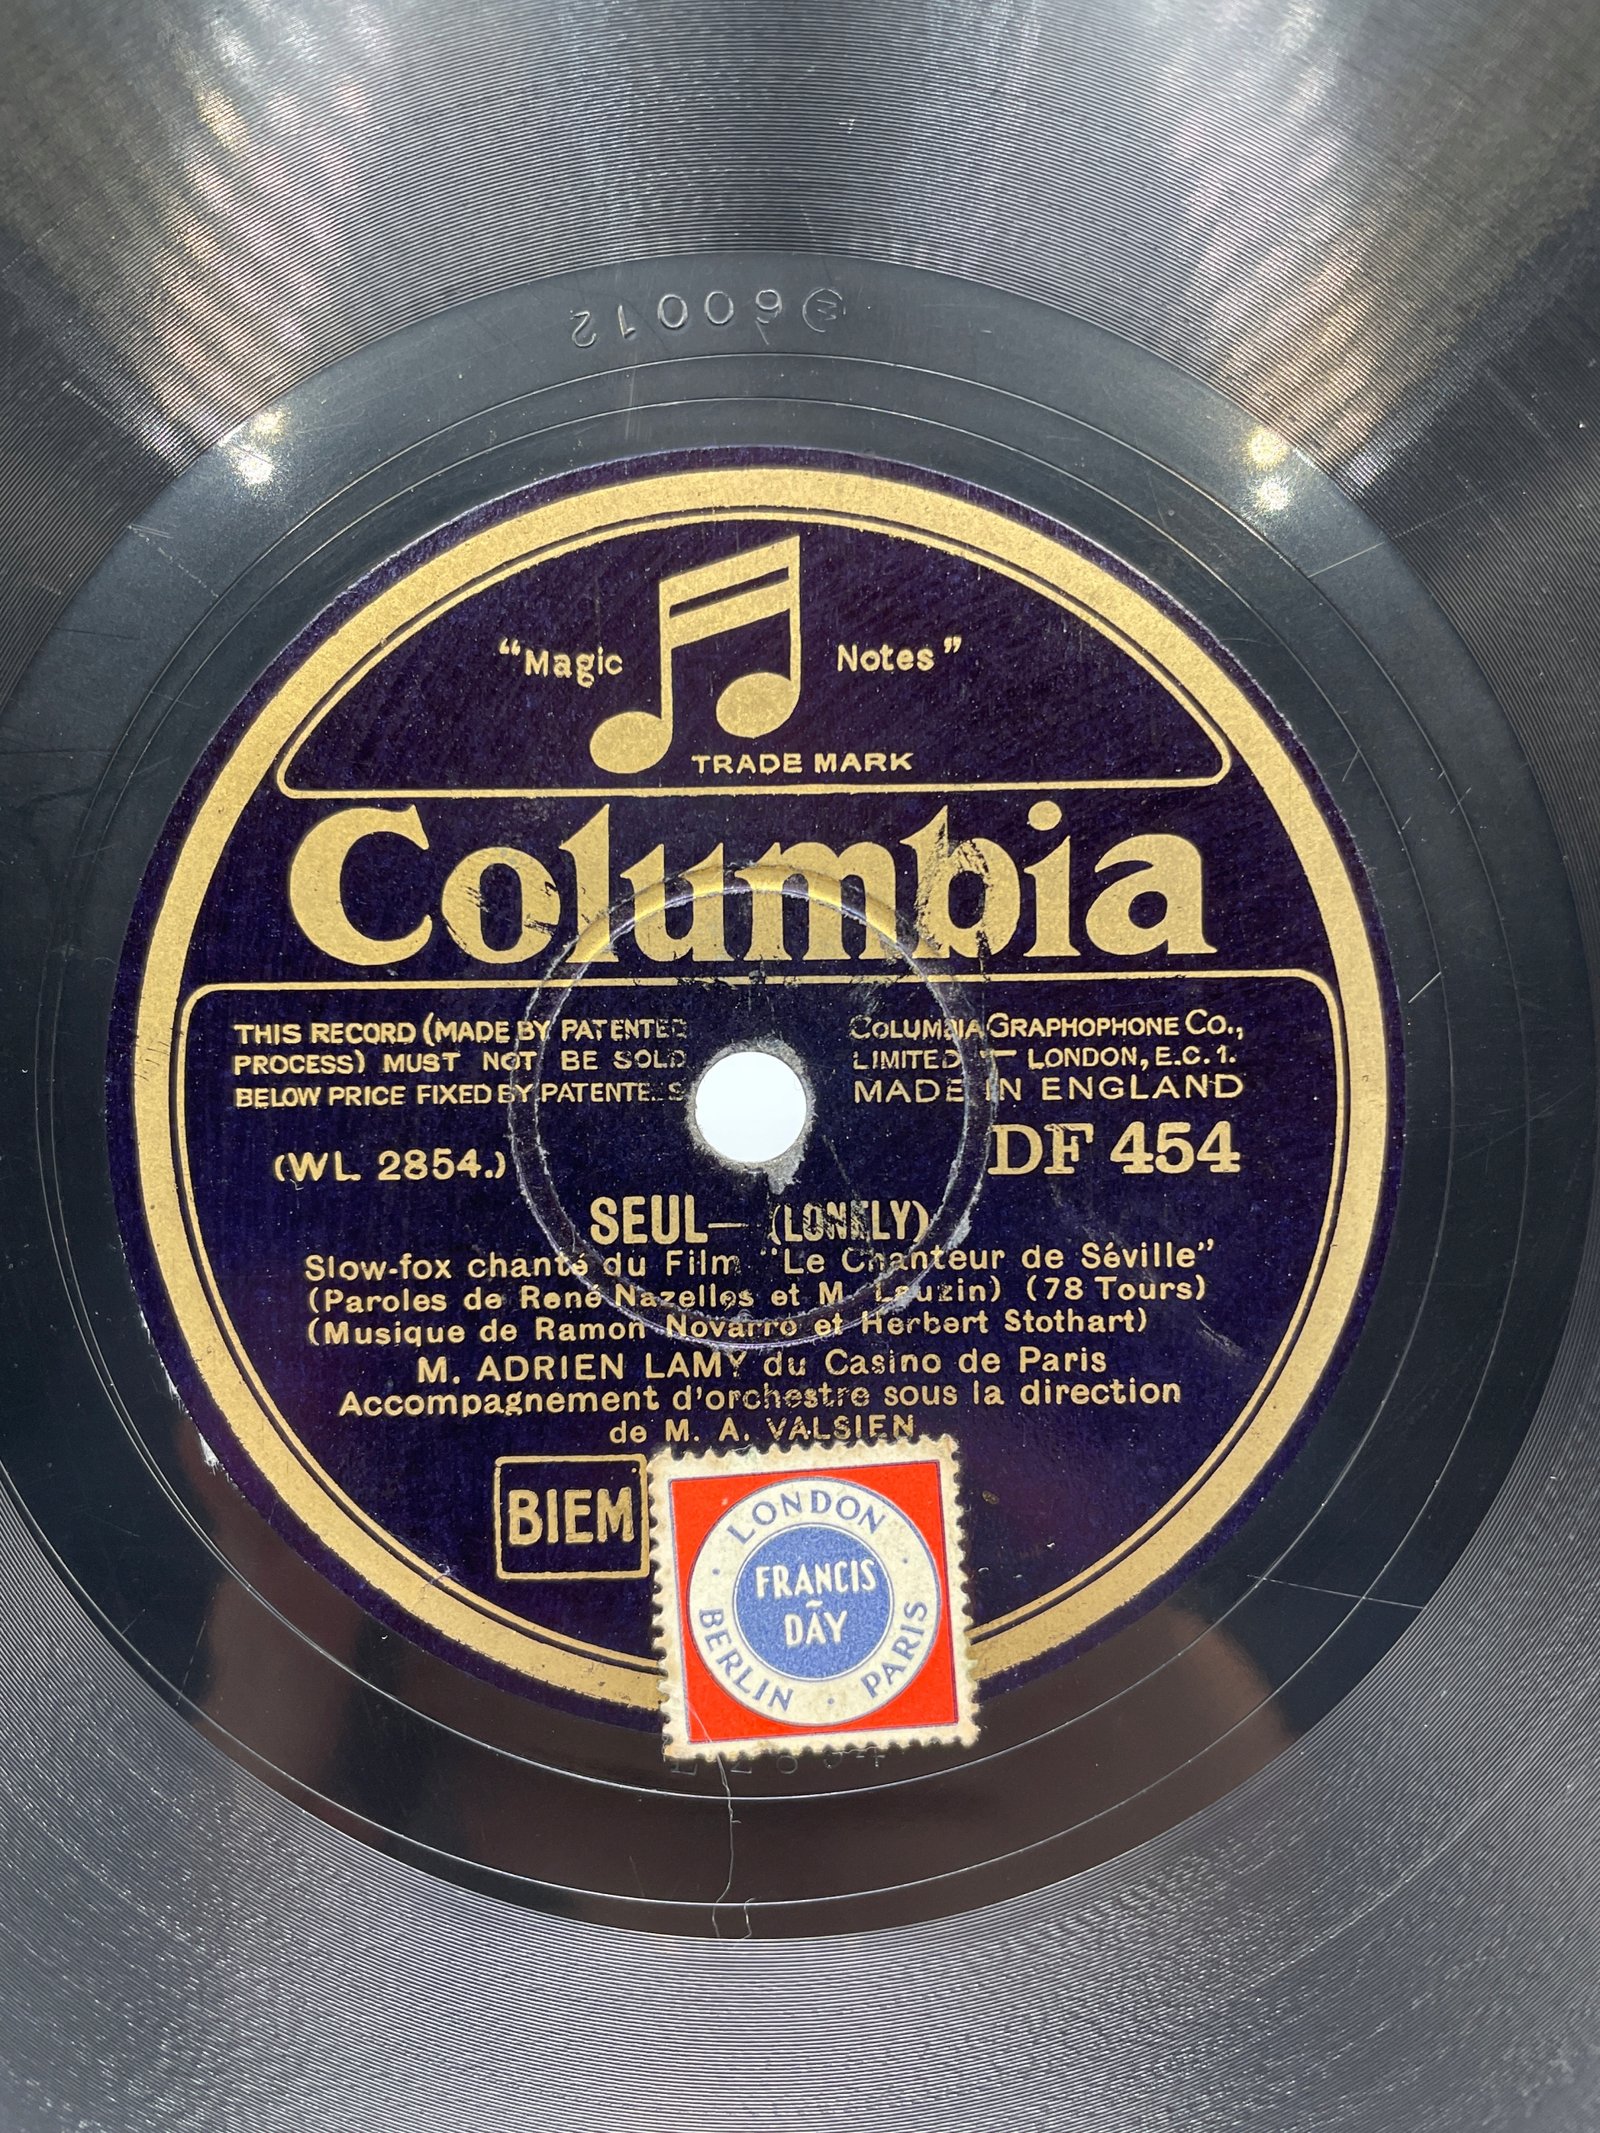 W 60012
"Magic Notes"
TRADE MARK
Columbia
THIS RECORD (MADE BY PATENTED
PROCESS) MUST NOT BE SOLD
BELOW PRICE FIXED BY PATENTEES
COLUMBIA GRAPHOPHONE Co.,
LIMITED — LONDON, E.C.1.
MADE IN ENGLAND
(WL 2854.)
DF 454
SEUL— (LONELY)
Slow-fox chanté du Film "Le Chanteur de Séville"
(Paroles de René Nazelles et M. Lauzin) (78 Tours)
(Musique de Ramon Novarro et Herbert Stothart)
M. ADRIEN LAMY du Casino de Paris
Accompagnement d'orchestre sous la direction
de M. A. VALSIEN
BIEM
LONDON
FRANCIS
DAY
BERLIN · PARIS